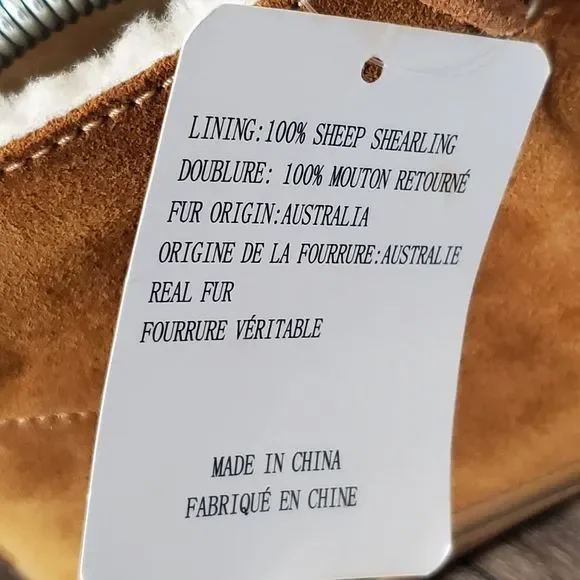 LINING:100% SHEEP SHEARLING
DOUBLURE: 100% MOUTON RETOURNÉ
FUR ORIGIN:AUSTRALIA
ORIGINE DE LA FOURRURE:AUSTRALIE
REAL FUR
FOURRURE VÉRITABLE
MADE IN CHINA
FABRIQUÉ EN CHINE